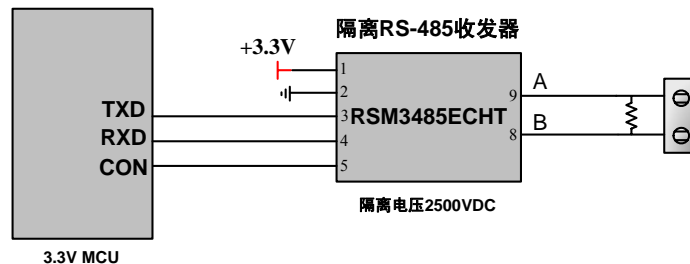 隔离RS-485收发器
+3.3V
1
2
3
4
5
TXD
RXD
CON
RSM3485ECHT
9
8
A
B
隔离电压2500VDC
3.3V MCU